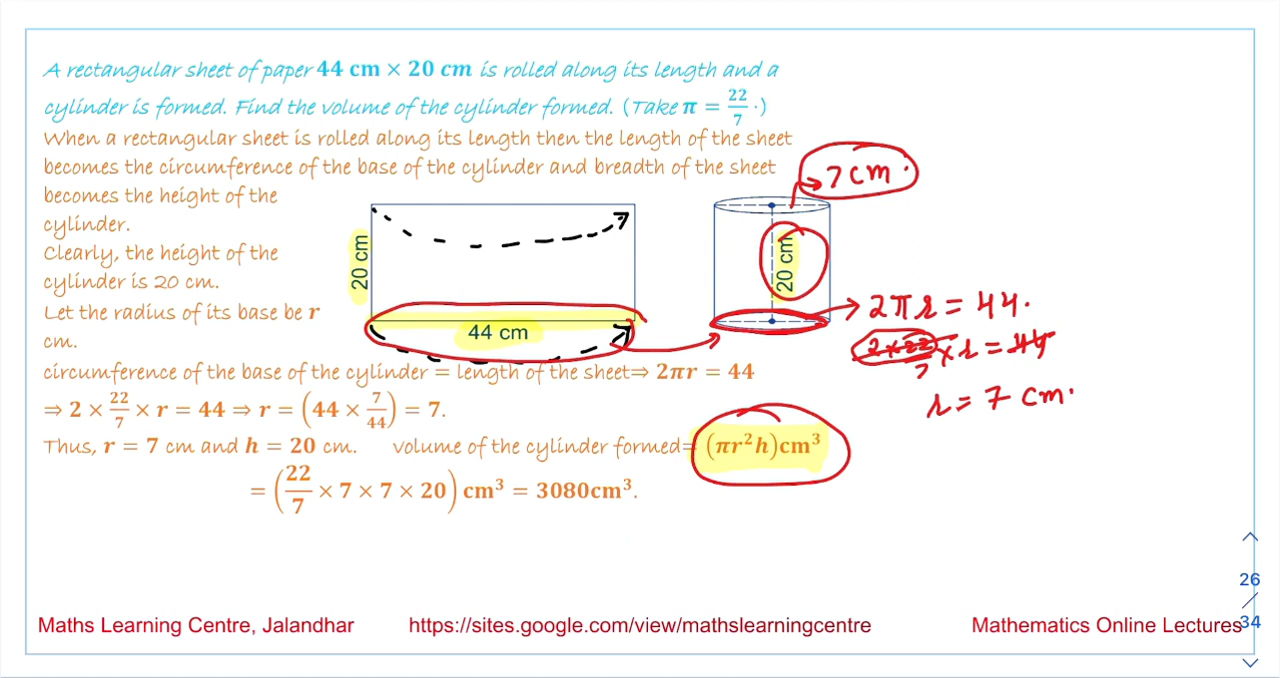 A rectangular sheet of paper 44 cm × 20 cm is rolled along its length and a
cylinder is formed. Find the volume of the cylinder formed. (Take π = 22/7 .)
When a rectangular sheet is rolled along its length then the length of the sheet
becomes the circumference of the base of the cylinder and breadth of the sheet
becomes the height of the
cylinder.
Clearly, the height of the
cylinder is 20 cm.
Let the radius of its base be r
cm.
20 cm
44 cm
7 cm.
20 cm
2πr = 44.
2×22/7 × r = 44
r = 7 cm.
circumference of the base of the cylinder = length of the sheet⇒ 2πr = 44
⇒ 2 × 22/7 × r = 44 ⇒ r = (44 × 7/44) = 7.
Thus, r = 7 cm and h = 20 cm. volume of the cylinder formed= (πr²h)cm³
= (22/7 × 7 × 7 × 20) cm³ = 3080cm³.
26
/
34
Maths Learning Centre, Jalandhar https://sites.google.com/view/mathslearningcentre Mathematics Online Lectures